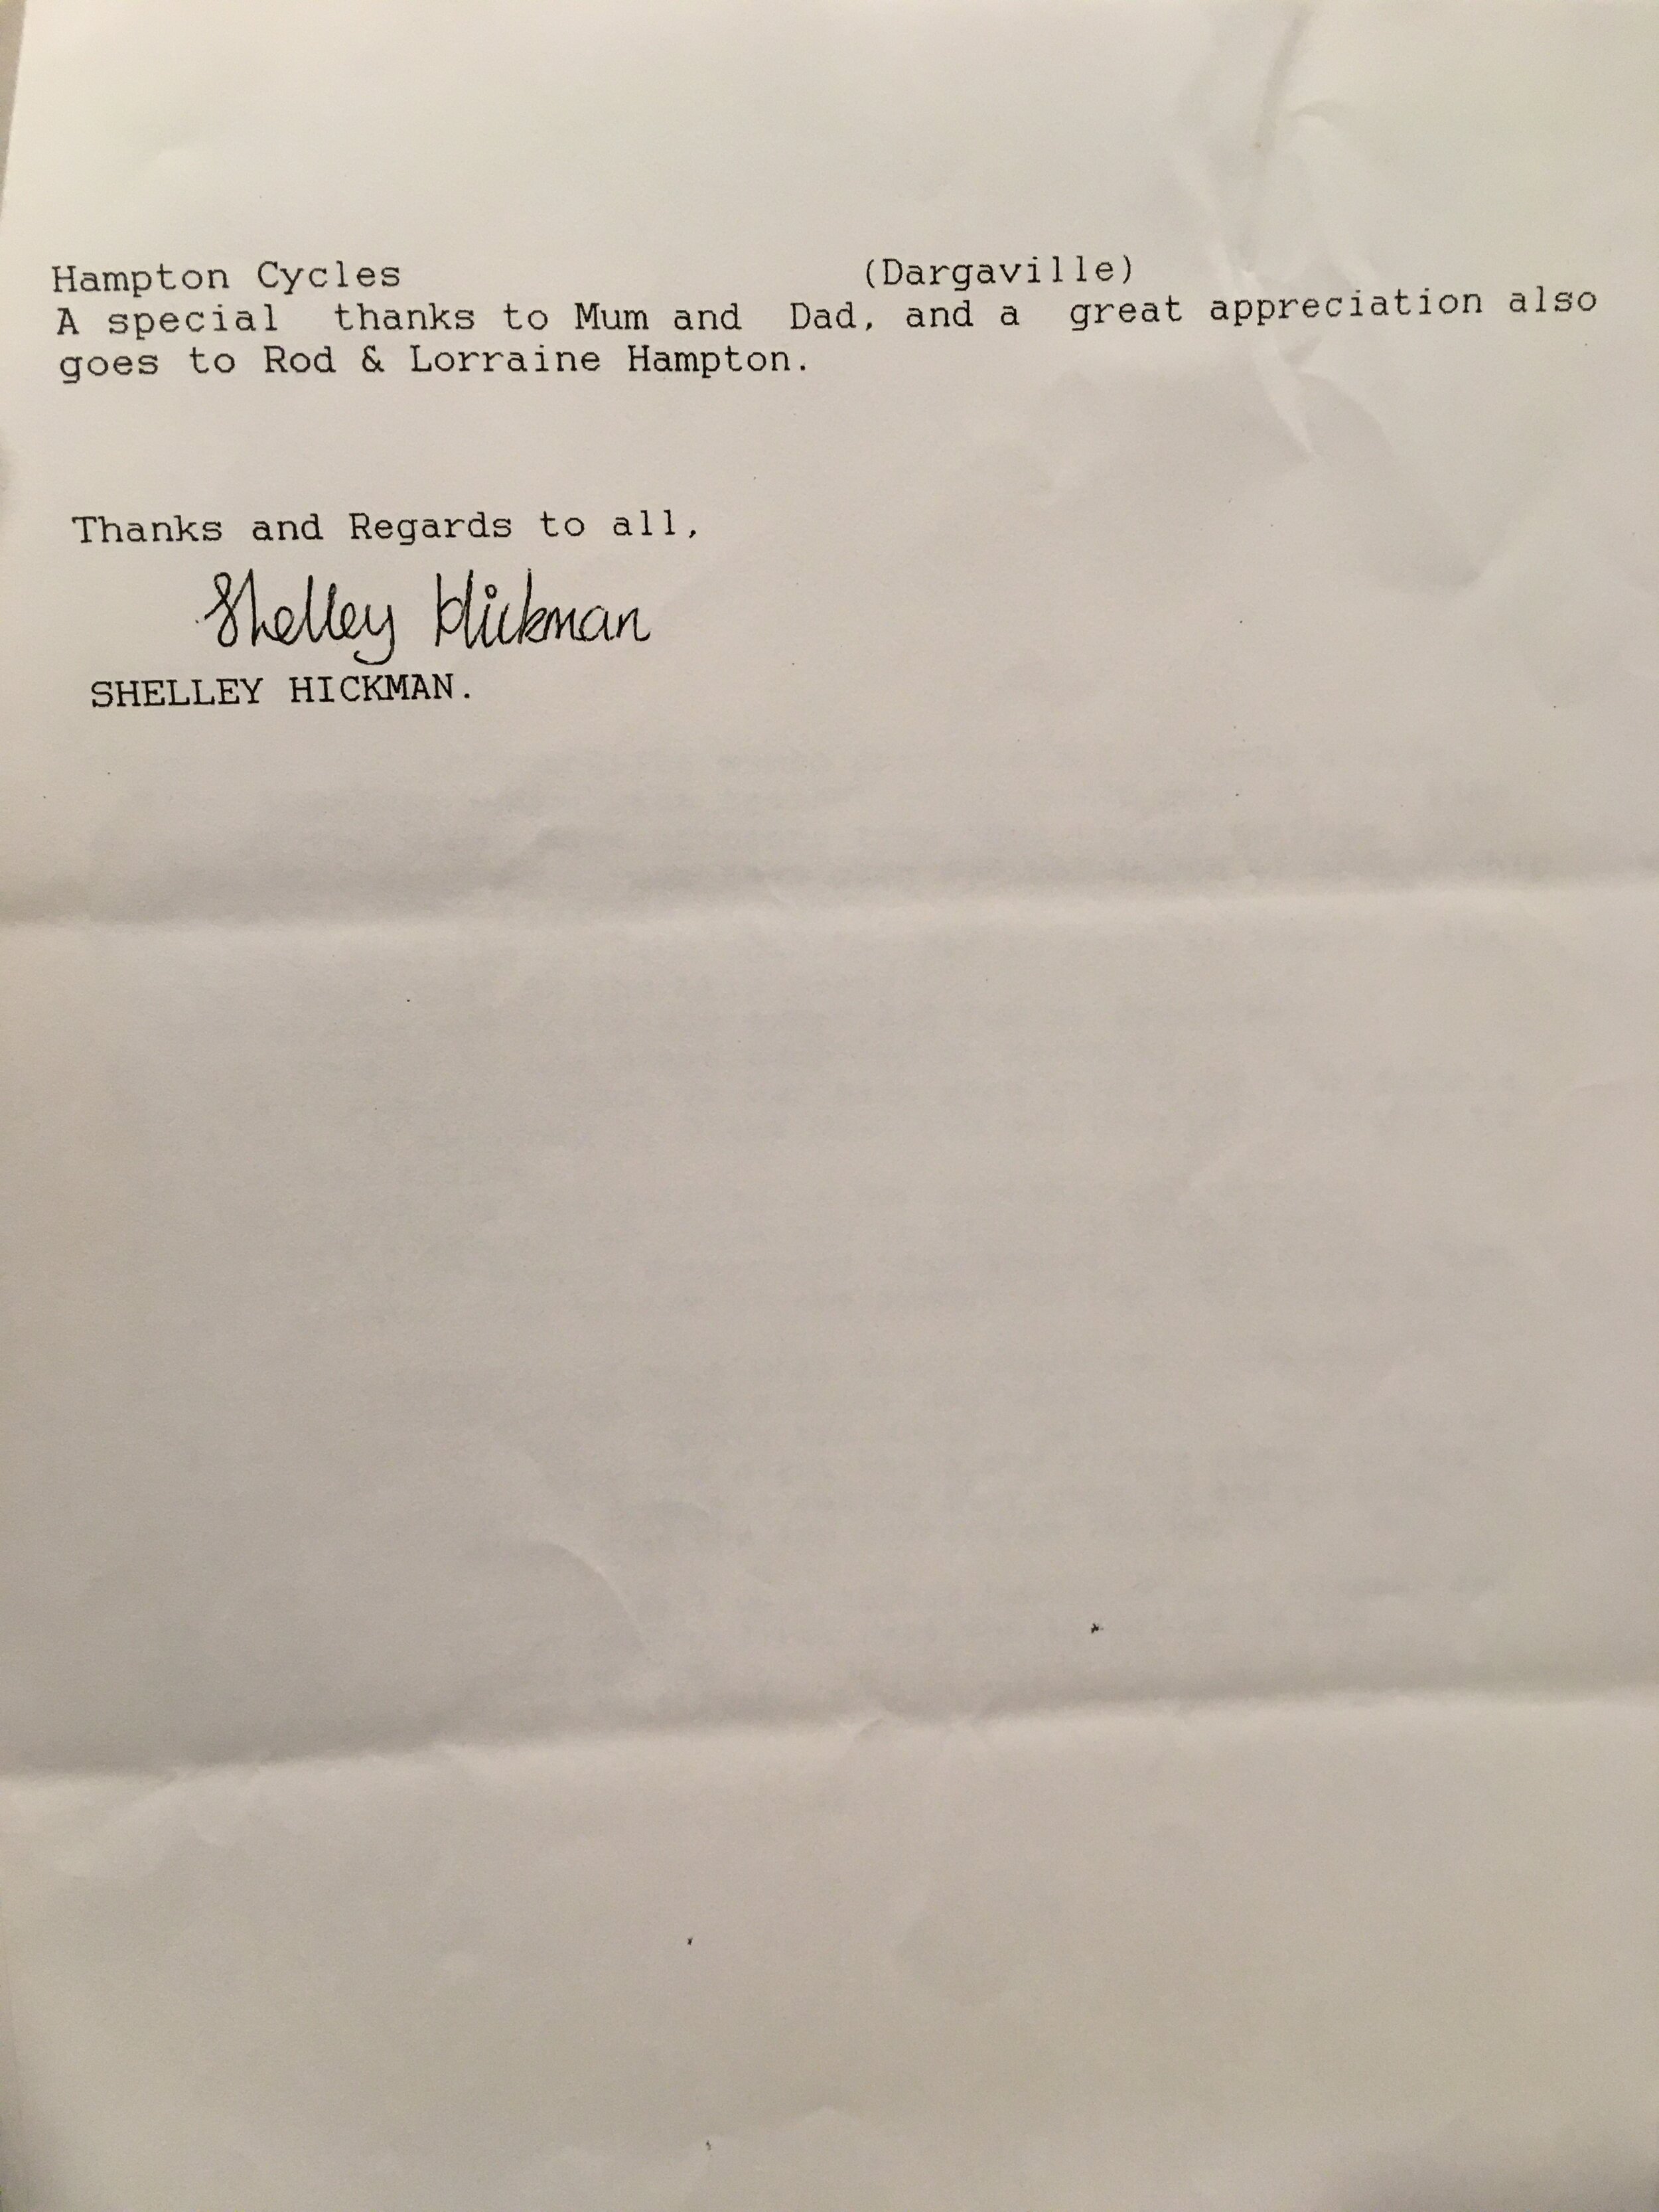 Hampton Cycles (Dargaville)
A special thanks to Mum and Dad, and a great appreciation also
goes to Rod & Lorraine Hampton.
Thanks and Regards to all,
Shelley Hickman
SHELLEY HICKMAN.